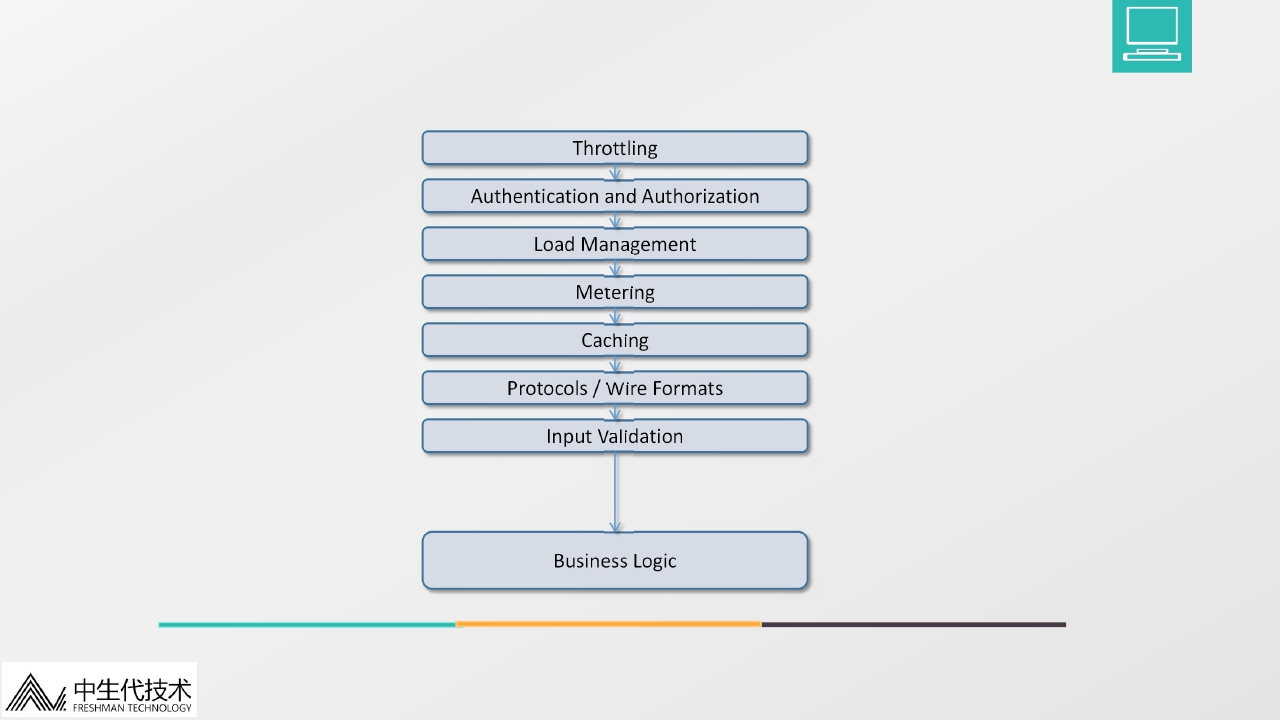 Throttling
Authentication and Authorization
Load Management
Metering
Caching
Protocols / Wire Formats
Input Validation
Business Logic
中生代技术
FRESHMAN TECHNOLOGY